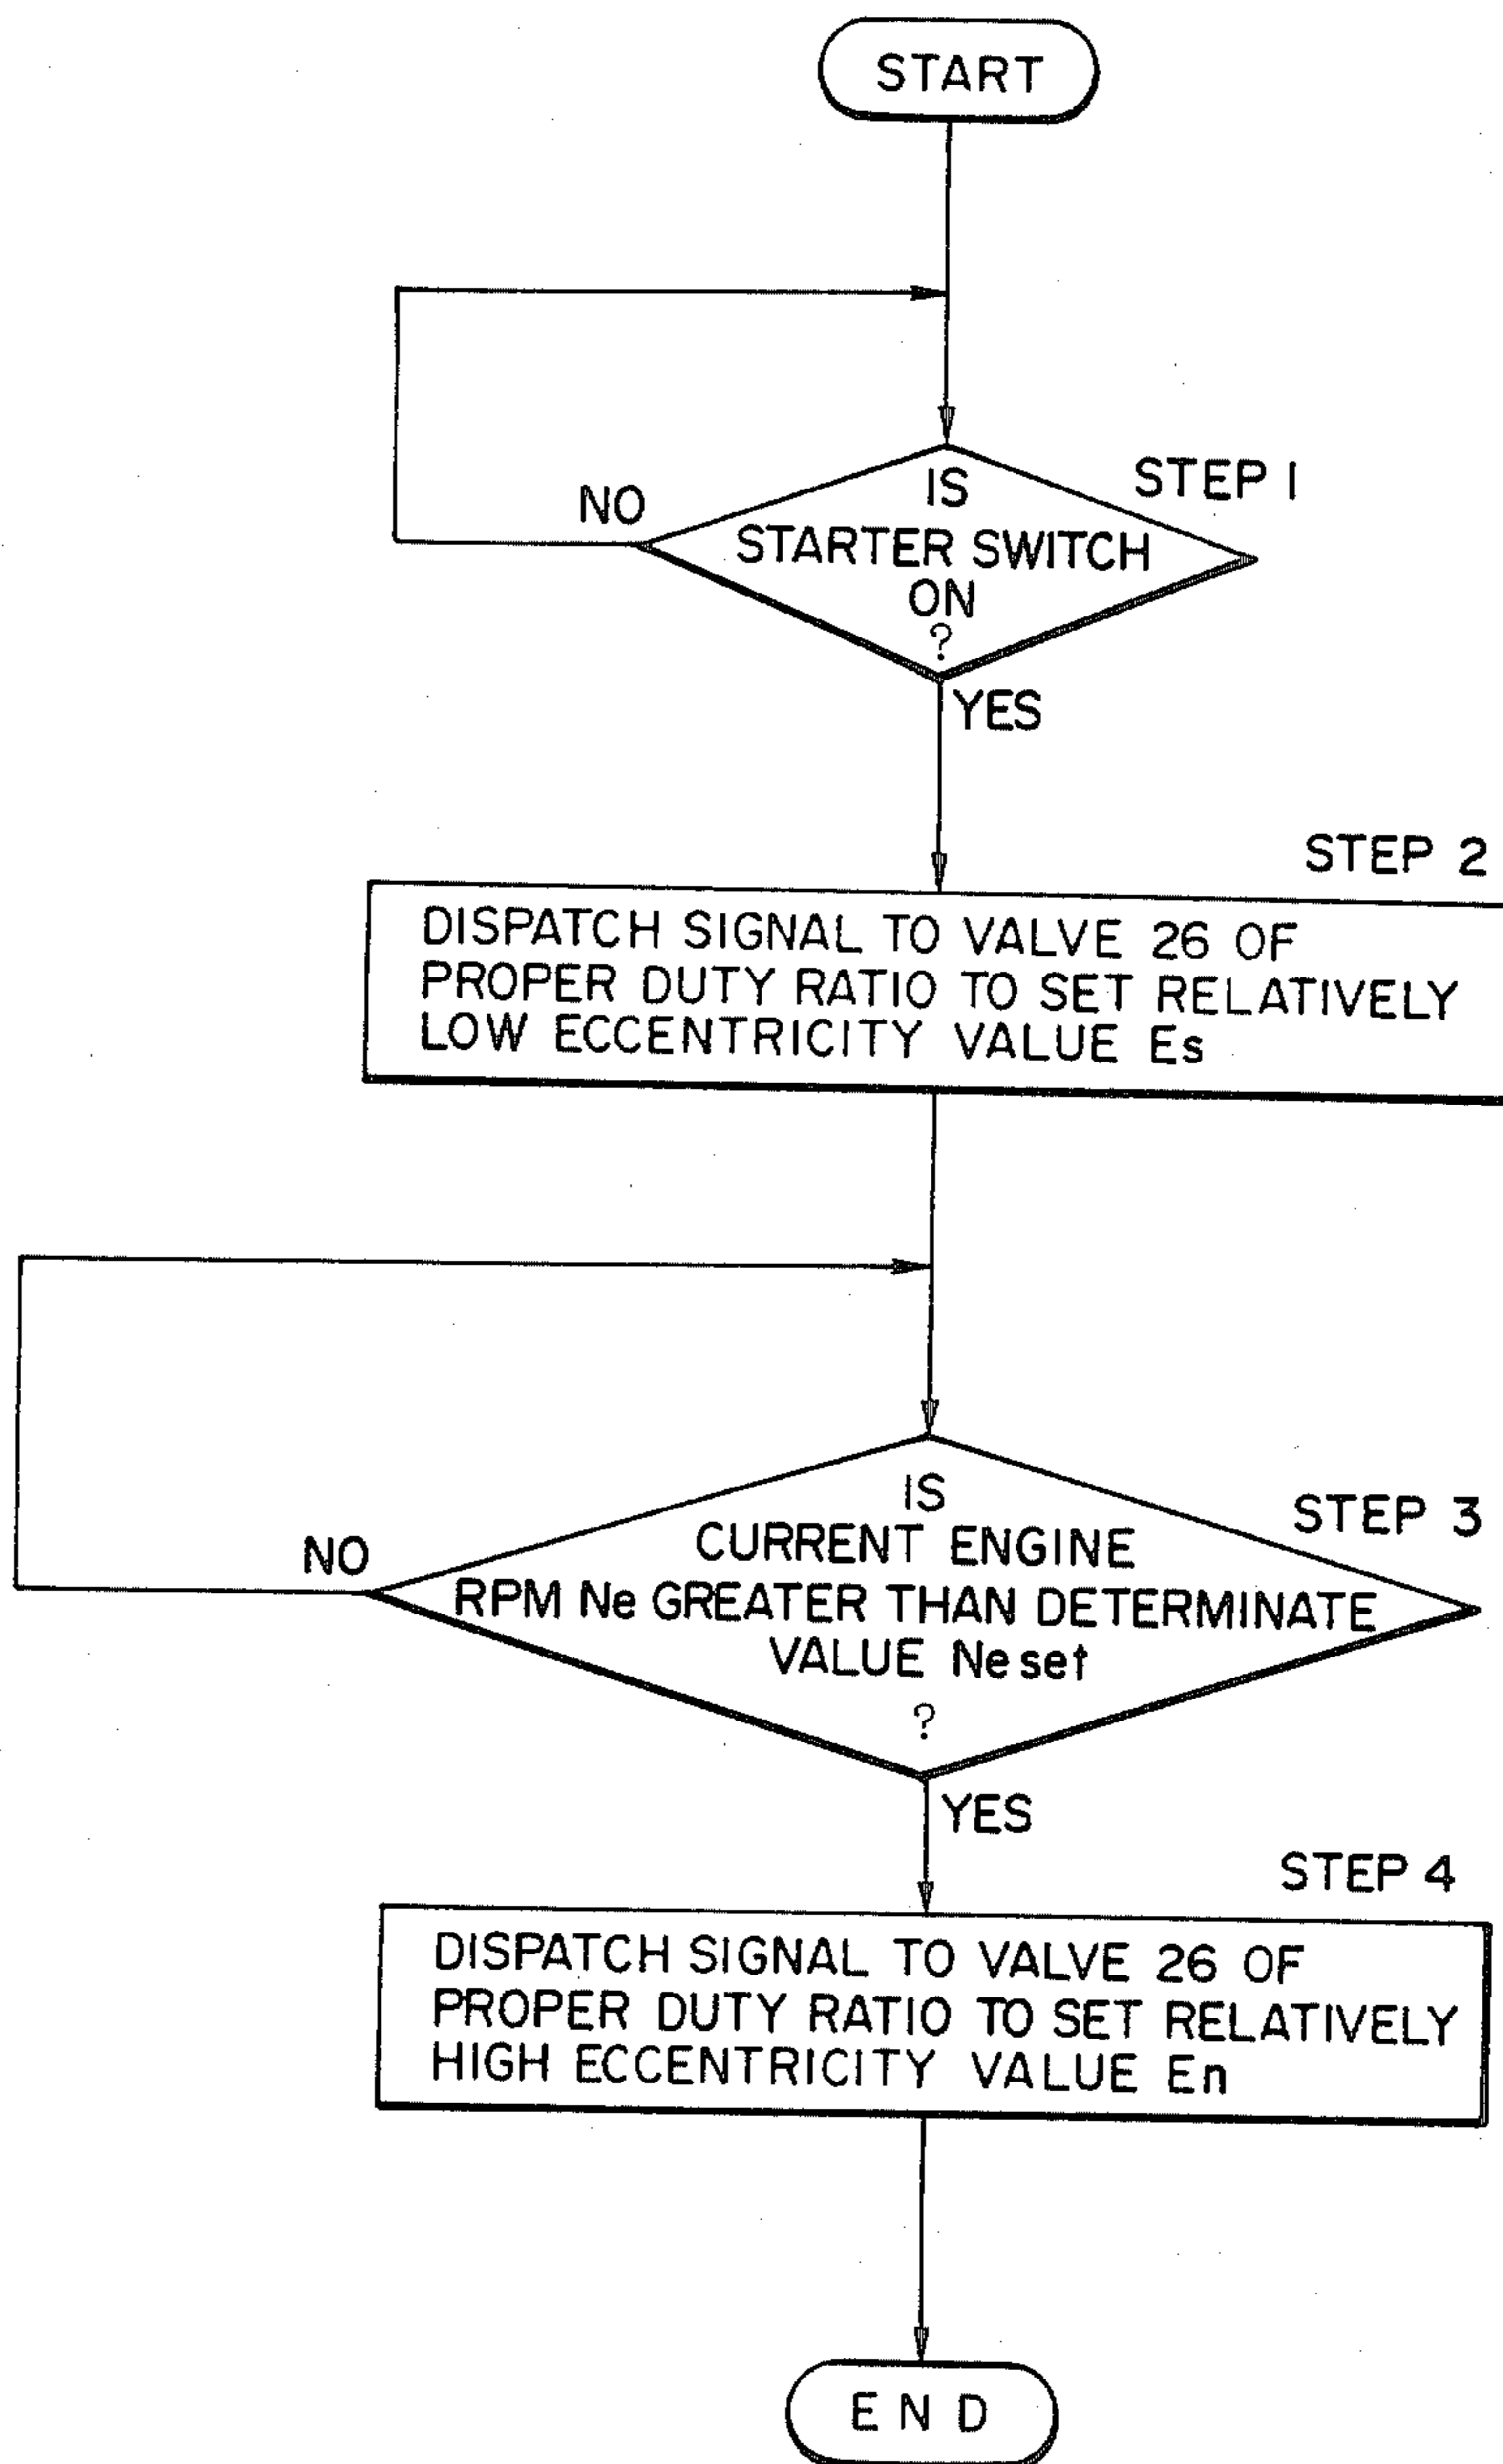 START
STEP 1
NO
IS
STARTER SWITCH
ON
?
YES
STEP 2
DISPATCH SIGNAL TO VALVE 26 OF
PROPER DUTY RATIO TO SET RELATIVELY
LOW ECCENTRICITY VALUE Es
STEP 3
NO
IS
CURRENT ENGINE
RPM Ne GREATER THAN DETERMINATE
VALUE Ne set
?
YES
STEP 4
DISPATCH SIGNAL TO VALVE 26 OF
PROPER DUTY RATIO TO SET RELATIVELY
HIGH ECCENTRICITY VALUE En
END